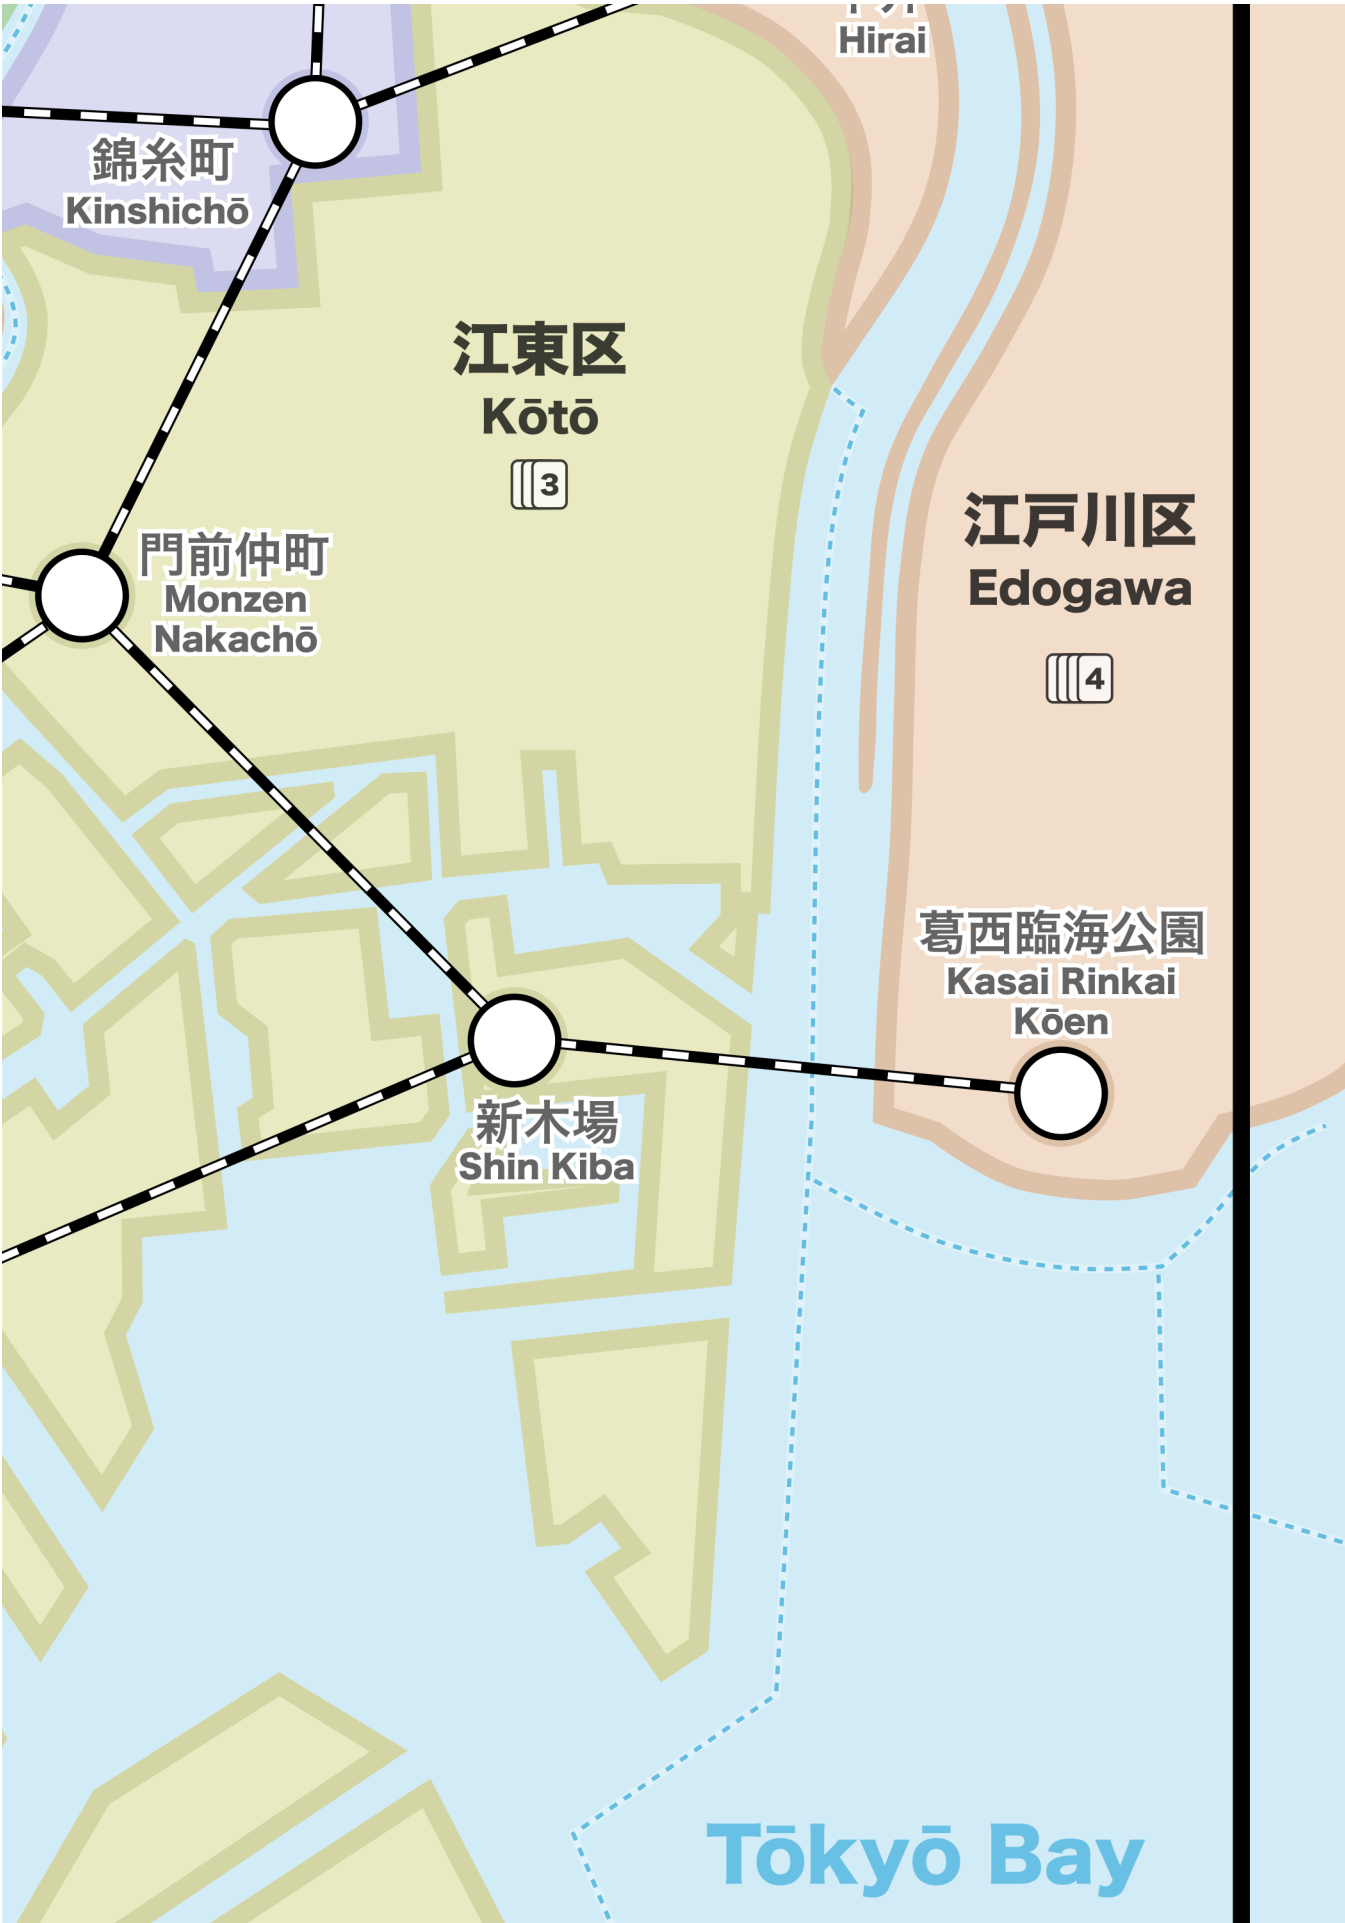 Hirai
錦糸町
Kinshichō
江東区
Kōtō
3
江戸川区
Edogawa
4
門前仲町
Monzen
Nakachō
葛西臨海公園
Kasai Rinkai
Kōen
新木場
Shin Kiba
Tōkyō Bay